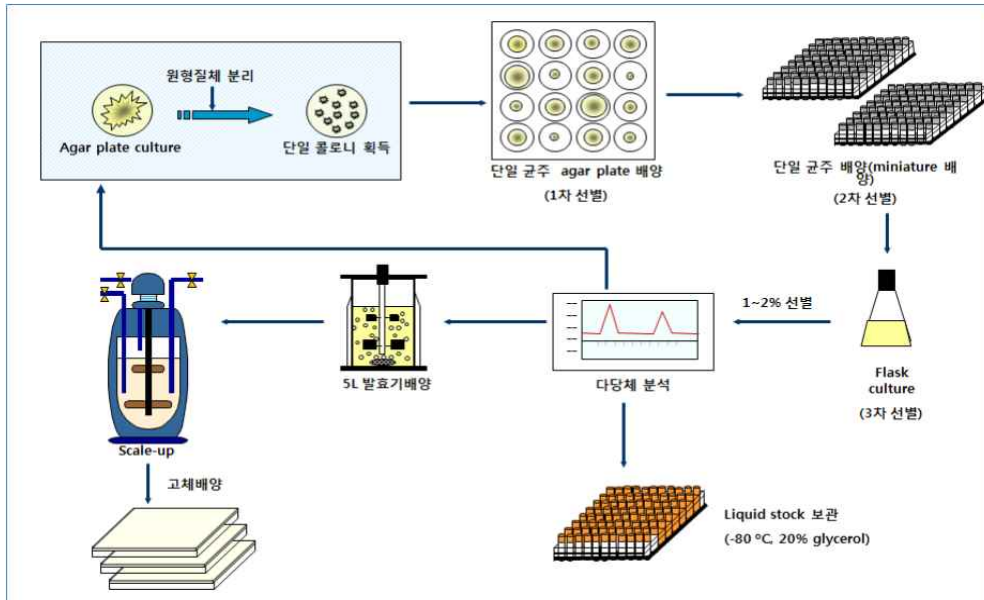 원형질체 분리
Agar plate culture
단일 콜로니 획득
단일 균주 agar plate 배양
(1차 선별)
단일 균주 배양(miniature 배
양)
(2차 선별)
1~2% 선별
Flask
culture
(3차 선별)
다당체 분석
5L 발효기배양
Scale-up
고체배양
Liquid stock 보관
(-80 ºC, 20% glycerol)